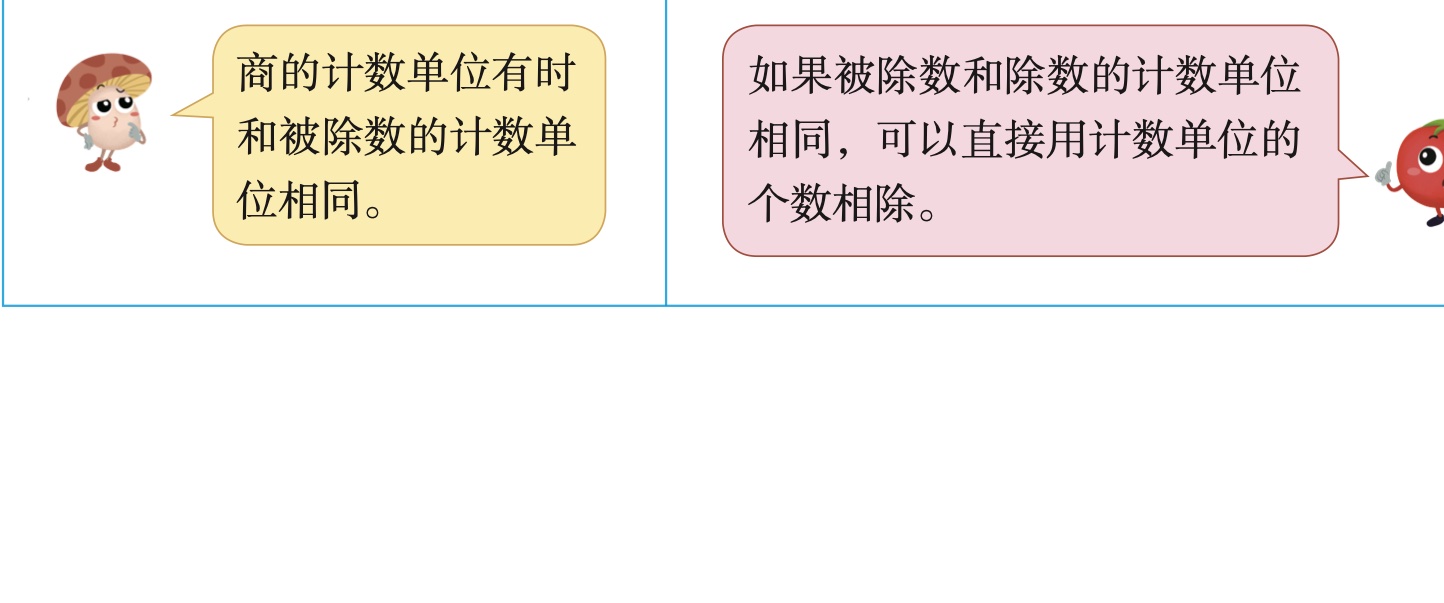 商的计数单位有时
和被除数的计数单
位相同。
如果被除数和除数的计数单位
相同，可以直接用计数单位的
个数相除。